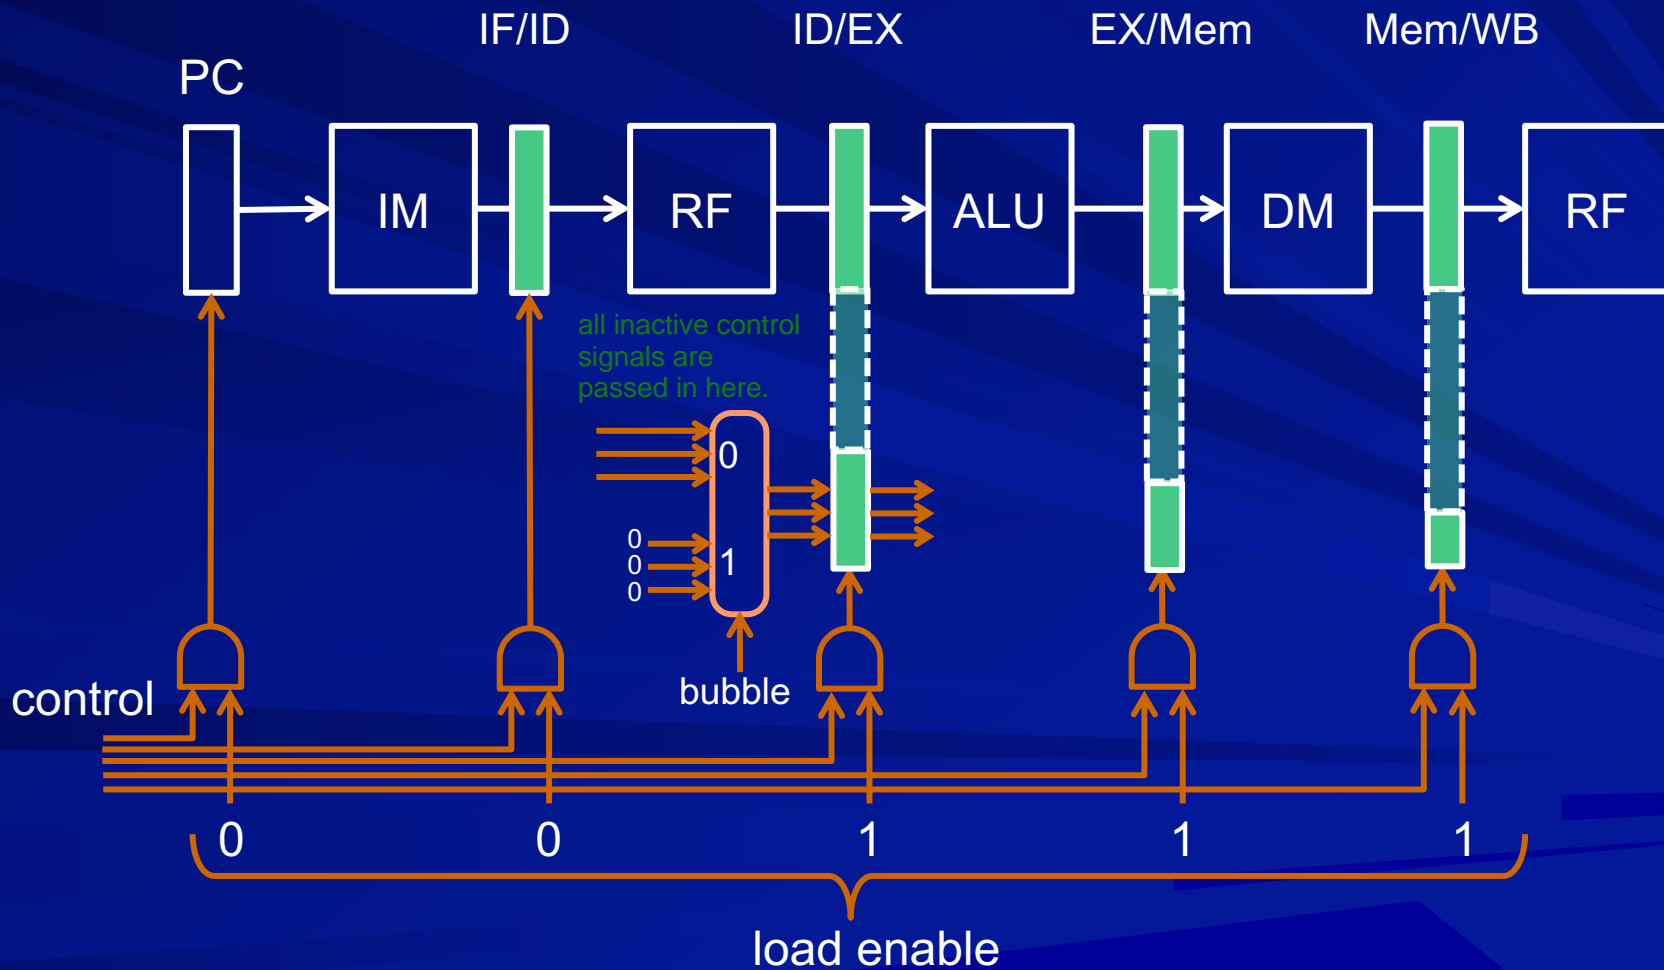 IF/ID ID/EX EX/Mem Mem/WB
PC
IM RF ALU DM RF
all inactive control
signals are
passed in here.
0
0
0
0
1
bubble
control
0 0 1 1 1
load enable